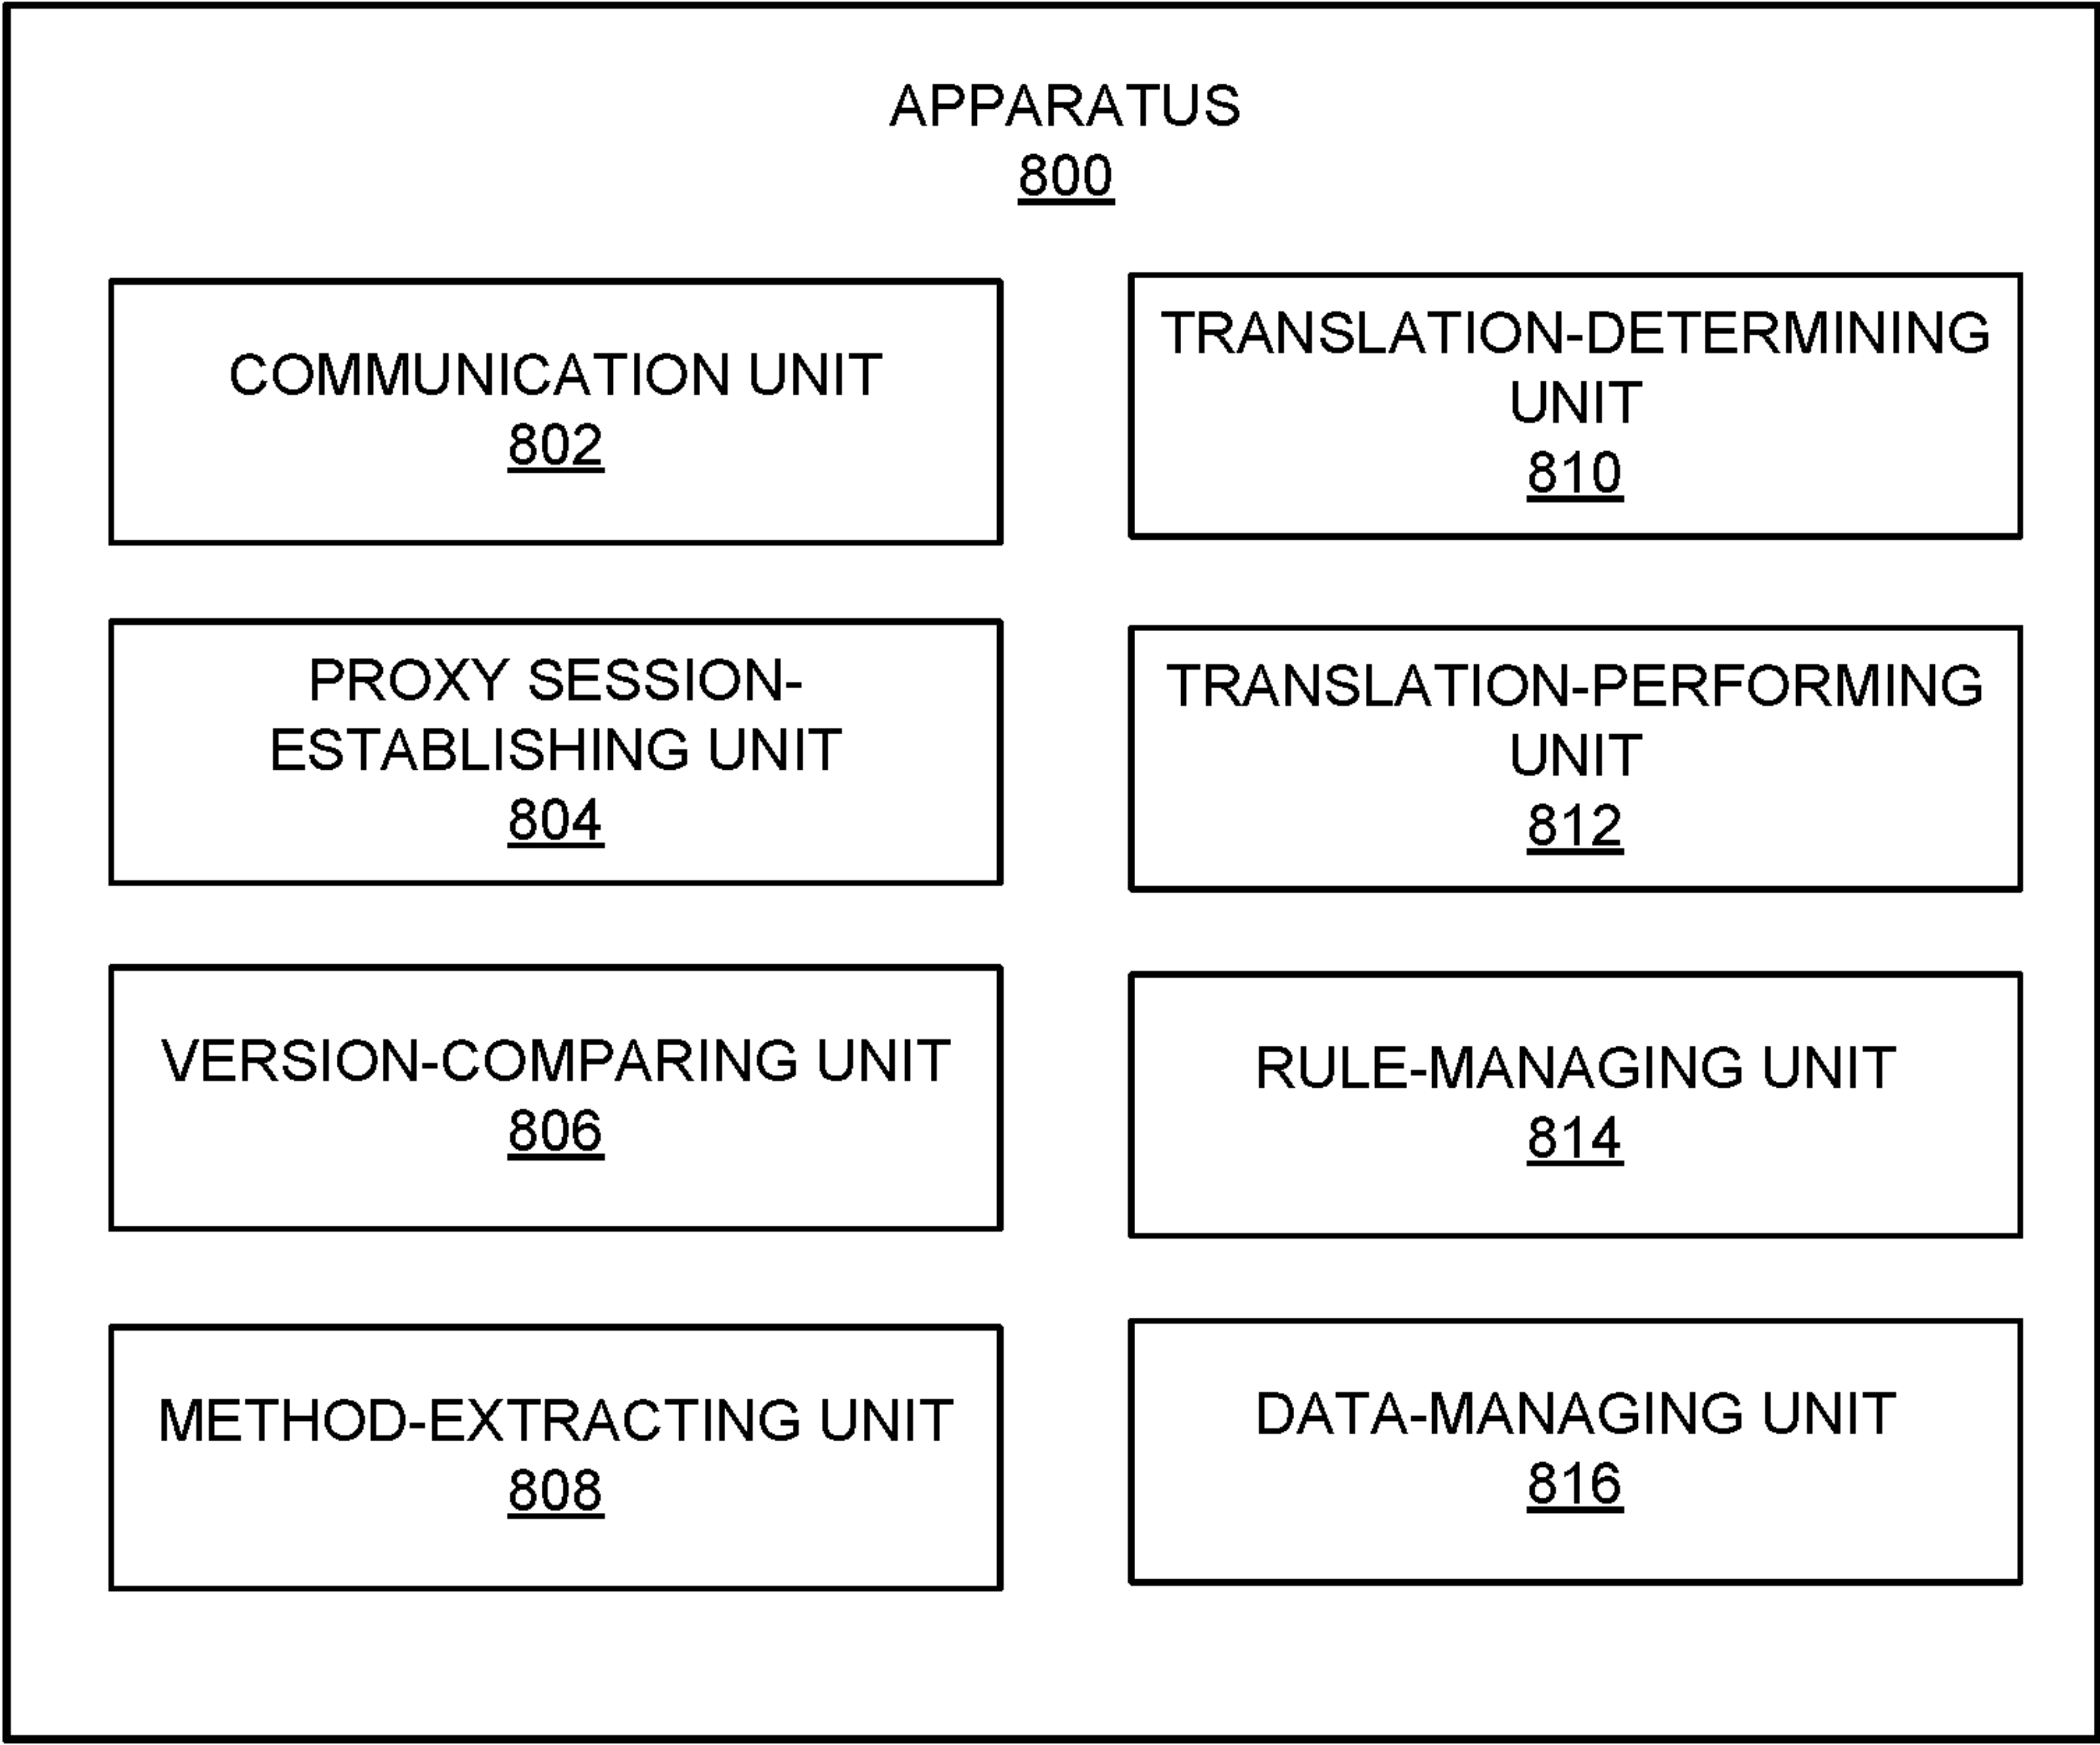 APPARATUS
800
COMMUNICATION UNIT
802
PROXY SESSION-
ESTABLISHING UNIT
804
VERSION-COMPARING UNIT
806
METHOD-EXTRACTING UNIT
808
TRANSLATION-DETERMINING
UNIT
810
TRANSLATION-PERFORMING
UNIT
812
RULE-MANAGING UNIT
814
DATA-MANAGING UNIT
816